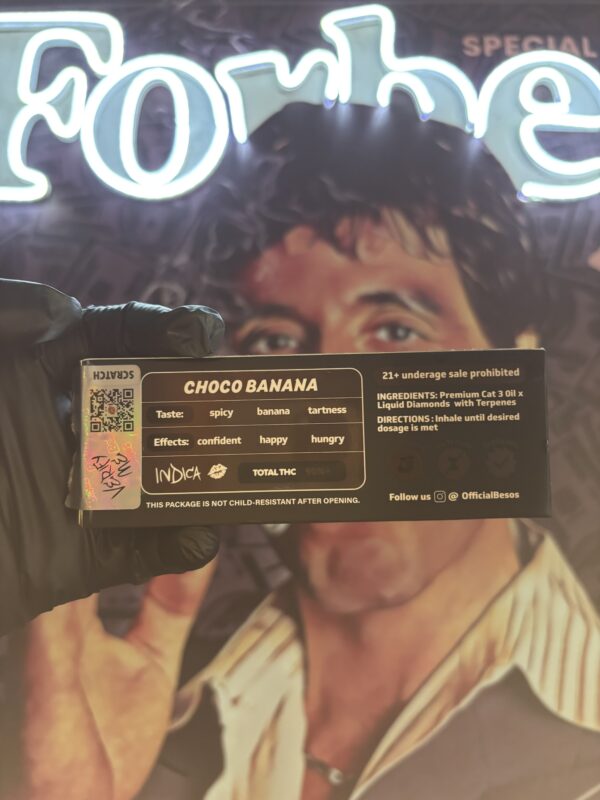 Forbe
SPECIAL
SCRATCH
CHOCO BANANA
Taste: spicy banana tartness
Effects: confident happy hungry
INDICA TOTAL THC
THIS PACKAGE IS NOT CHILD-RESISTANT AFTER OPENING.
21+ underage sale prohibited
INGREDIENTS: Premium Cat 3 Oil x
Liquid Diamonds with Terpenes
DIRECTIONS: Inhale until desired
dosage is met
Follow us @ OfficialBesos